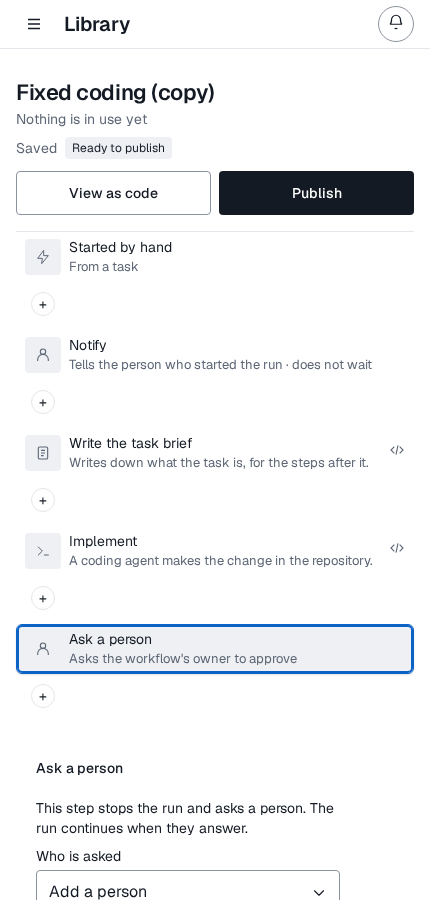 Library
Fixed coding (copy)
Nothing is in use yet
Saved Ready to publish
View as code Publish
Started by hand
From a task
Notify
Tells the person who started the run · does not wait
Write the task brief
Writes down what the task is, for the steps after it.
Implement
A coding agent makes the change in the repository.
Ask a person
Asks the workflow's owner to approve
Ask a person
This step stops the run and asks a person. The
run continues when they answer.
Who is asked
Add a person